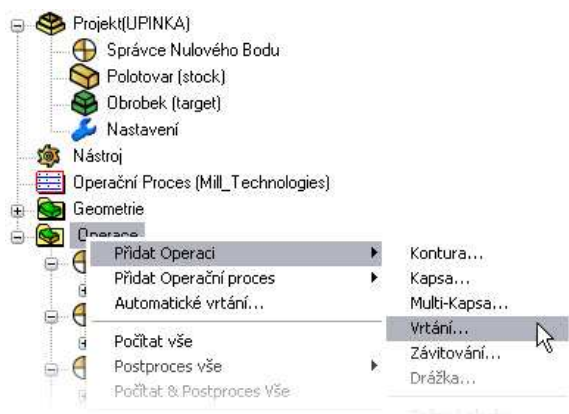 Projekt(UPINKA)
Správce Nulového Bodu
Polotovar (stock)
Obrobek (target)
Nastavení
Nástroj
Operační Proces (Mill_Technologies)
Geometrie
Operace
Přidat Operaci
Přidat Operační proces
Automatické vrtání...
Počítat vše
Postproces vše
Počítat & Postproces Vše
Kontura...
Kapsa...
Multi-Kapsa...
Vrtání...
Závitování...
Drážka...